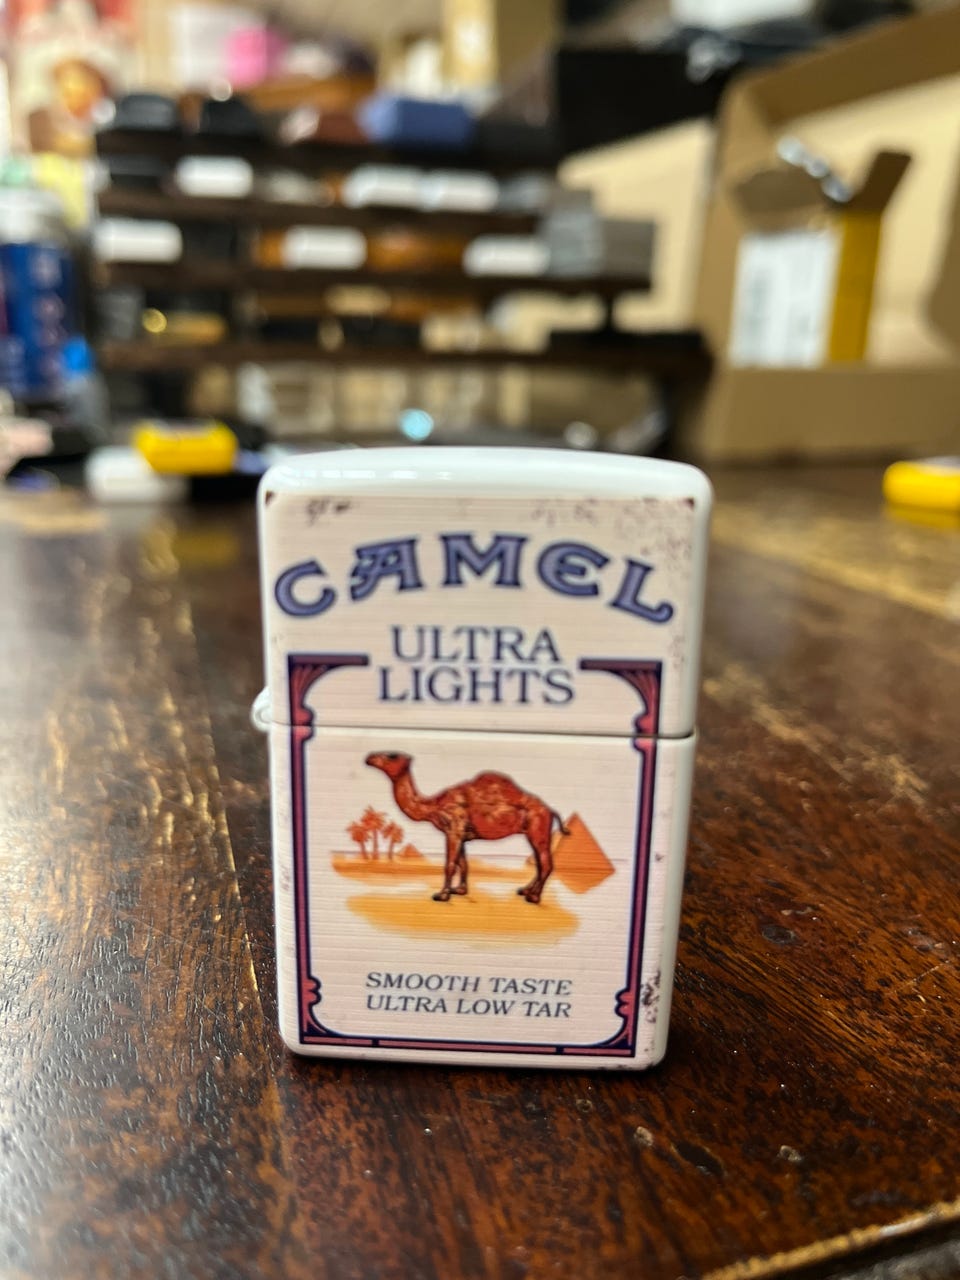 CAMEL
ULTRA
LIGHTS
SMOOTH TASTE
ULTRA LOW TAR